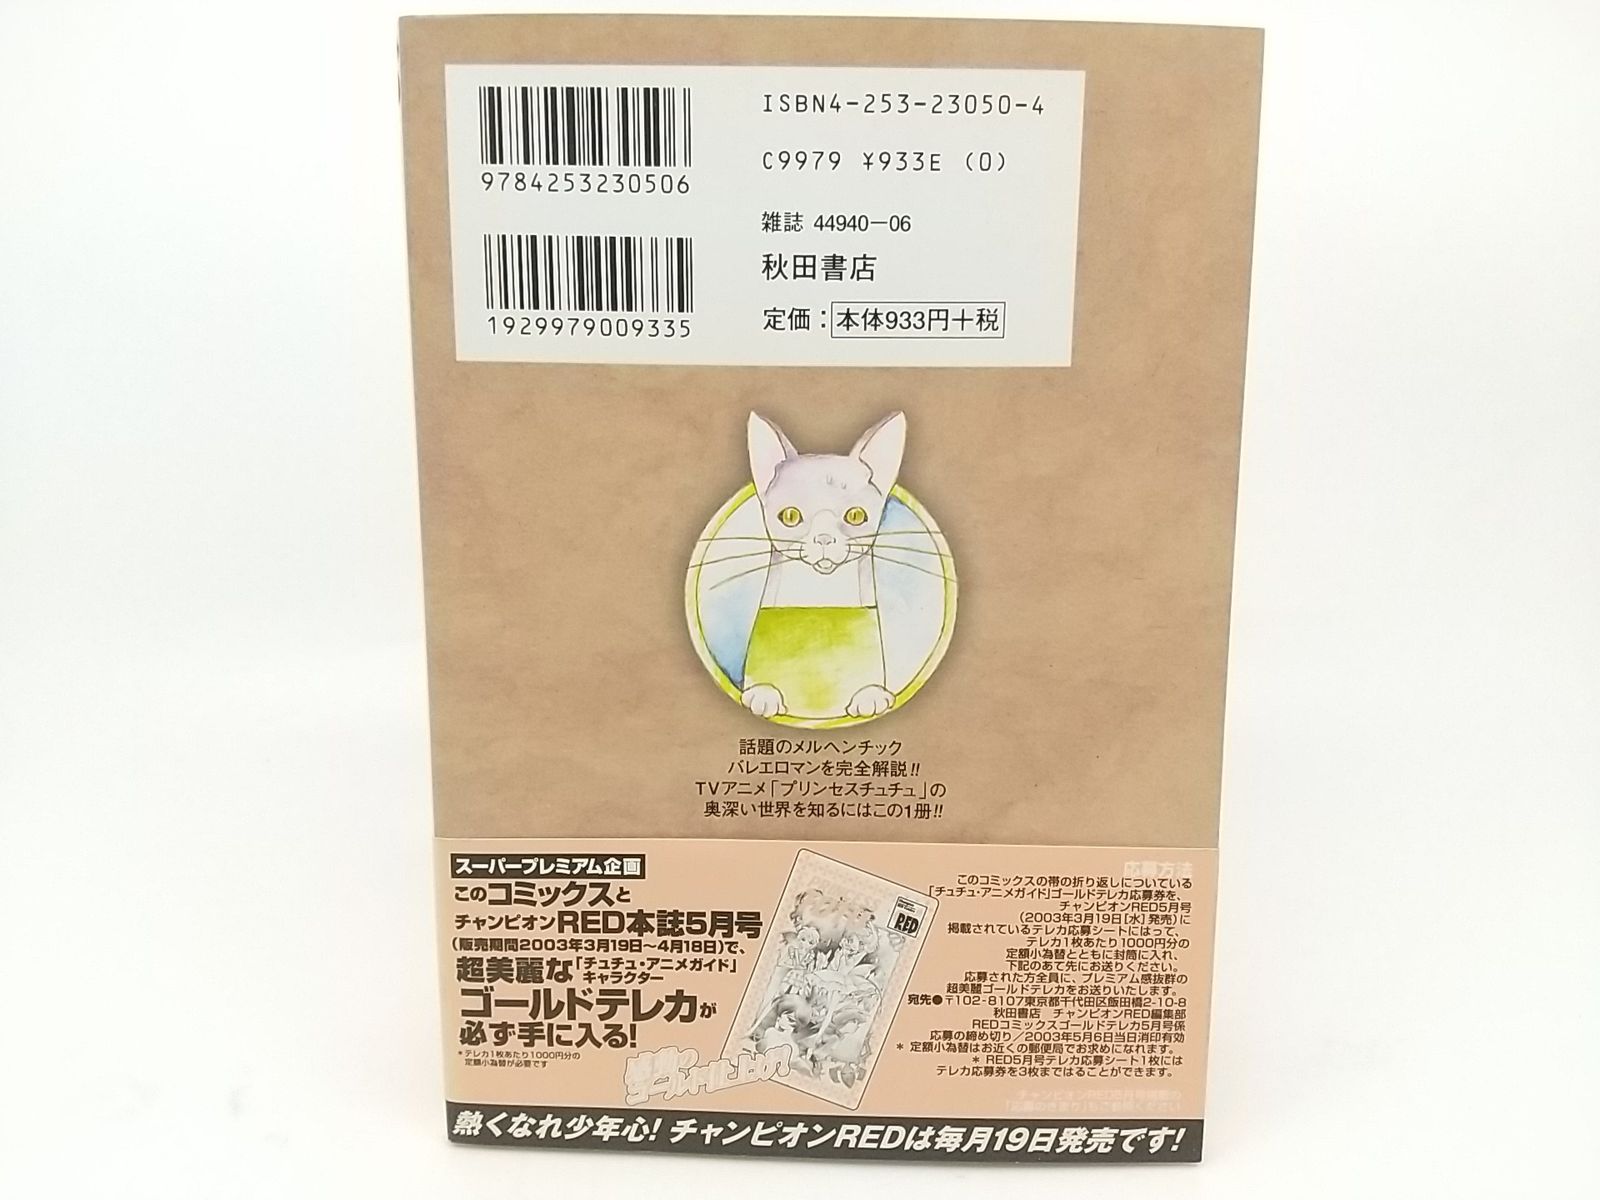 ISBN4-253-23050-4
9784253230506
C9979 ¥933E (0)
雑誌 44940-06
秋田書店
1929979009335
定価：本体933円＋税
話題のメルヘンチック
バレエロマンを完全解説!!
TVアニメ「プリンセスチュチュ」の
奥深い世界を知るにはこの1冊!!
スーパープレミアム企画
このコミックスと
チャンピオンRED本誌5月号
(販売期間2003年3月19日〜4月18日)で、
超美麗な「チュチュ・アニメガイド」
キャラクター
ゴールドテレカが
必ず手に入る!
*テレカ1枚あたり1000円分の
定額小為替が必要です
RED
ゴールド仕上げ!?
応募方法
このコミックスの帯の折り返しについている
「チュチュ・アニメガイド」ゴールドテレカ応募券を、
チャンピオンRED5月号
(2003年3月19日[水]発売)に
掲載されているテレカ応募シートにはって、
テレカ1枚あたり1000円分の
定額小為替とともに封筒に入れ、
下記のあて先にお送りください。
応募された方全員に、プレミアム感抜群の
超美麗ゴールドテレカをお送りいたします。
宛先●〒102-8107東京都千代田区飯田橋2-10-8
秋田書店 チャンピオンRED編集部
REDコミックスゴールドテレカ5月号係
応募の締め切り／2003年5月6日当日消印有効
* 定額小為替はお近くの郵便局でお求めになれます。
* RED5月号テレカ応募シート1枚には
テレカ応募券を3枚まではることができます。
熱くなれ少年心! チャンピオンREDは毎月19日発売です!